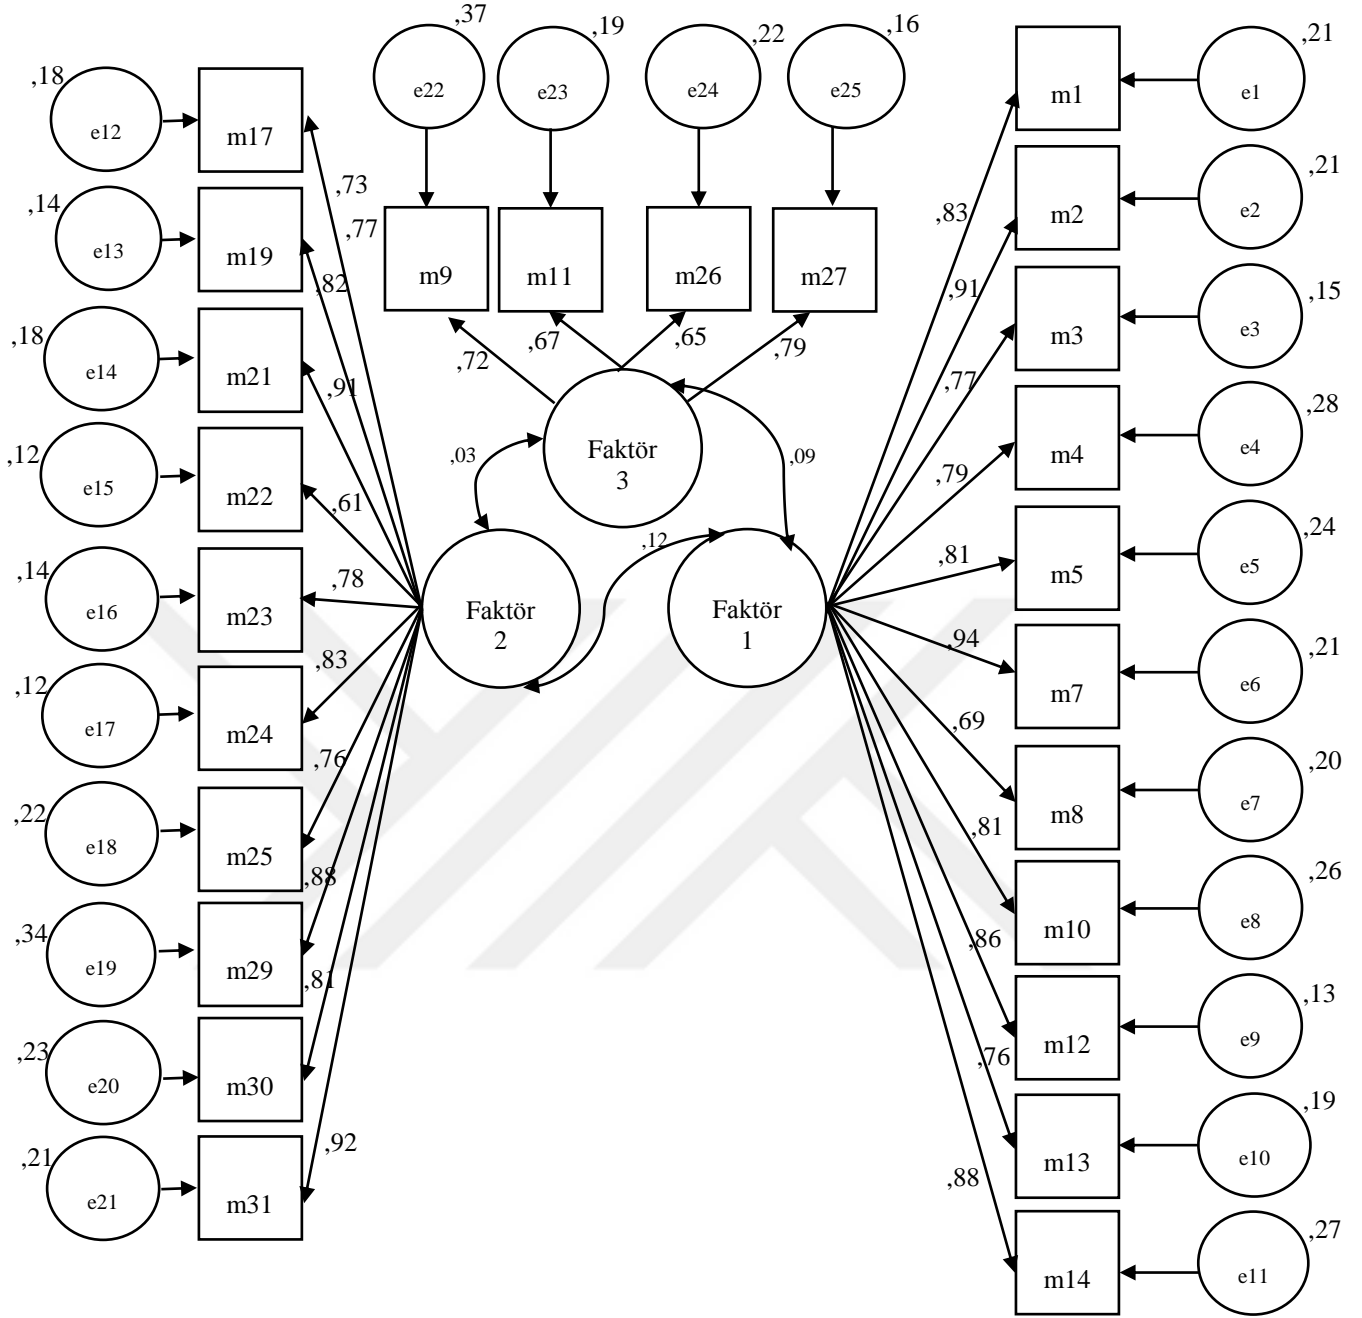 ,37
,19
,22
,16
,21
,18
e22
e23
e24
e25
m1
e1
e12
m17
,21
,14
,73
,83
m2
e2
,77
e13
m19
m9
m11
m26
m27
,82
,91
,15
,18
,67
,65
,79
m3
e3
,72
e14
m21
,91
,77
,28
,12
,03
Faktör
3
,09
m4
e4
,79
e15
m22
,61
,24
,14
,78
,12
,81
m5
e5
e16
m23
Faktör
2
Faktör
1
,94
,21
,83
,12
m7
e6
e17
m24
,69
,76
,20
,22
m8
e7
,81
e18
m25
,88
,26
,34
,86
m10
e8
e19
m29
,81
,13
,23
m12
e9
,76
e20
m30
,19
,21
,92
m13
e10
,88
e21
m31
,27
m14
e11